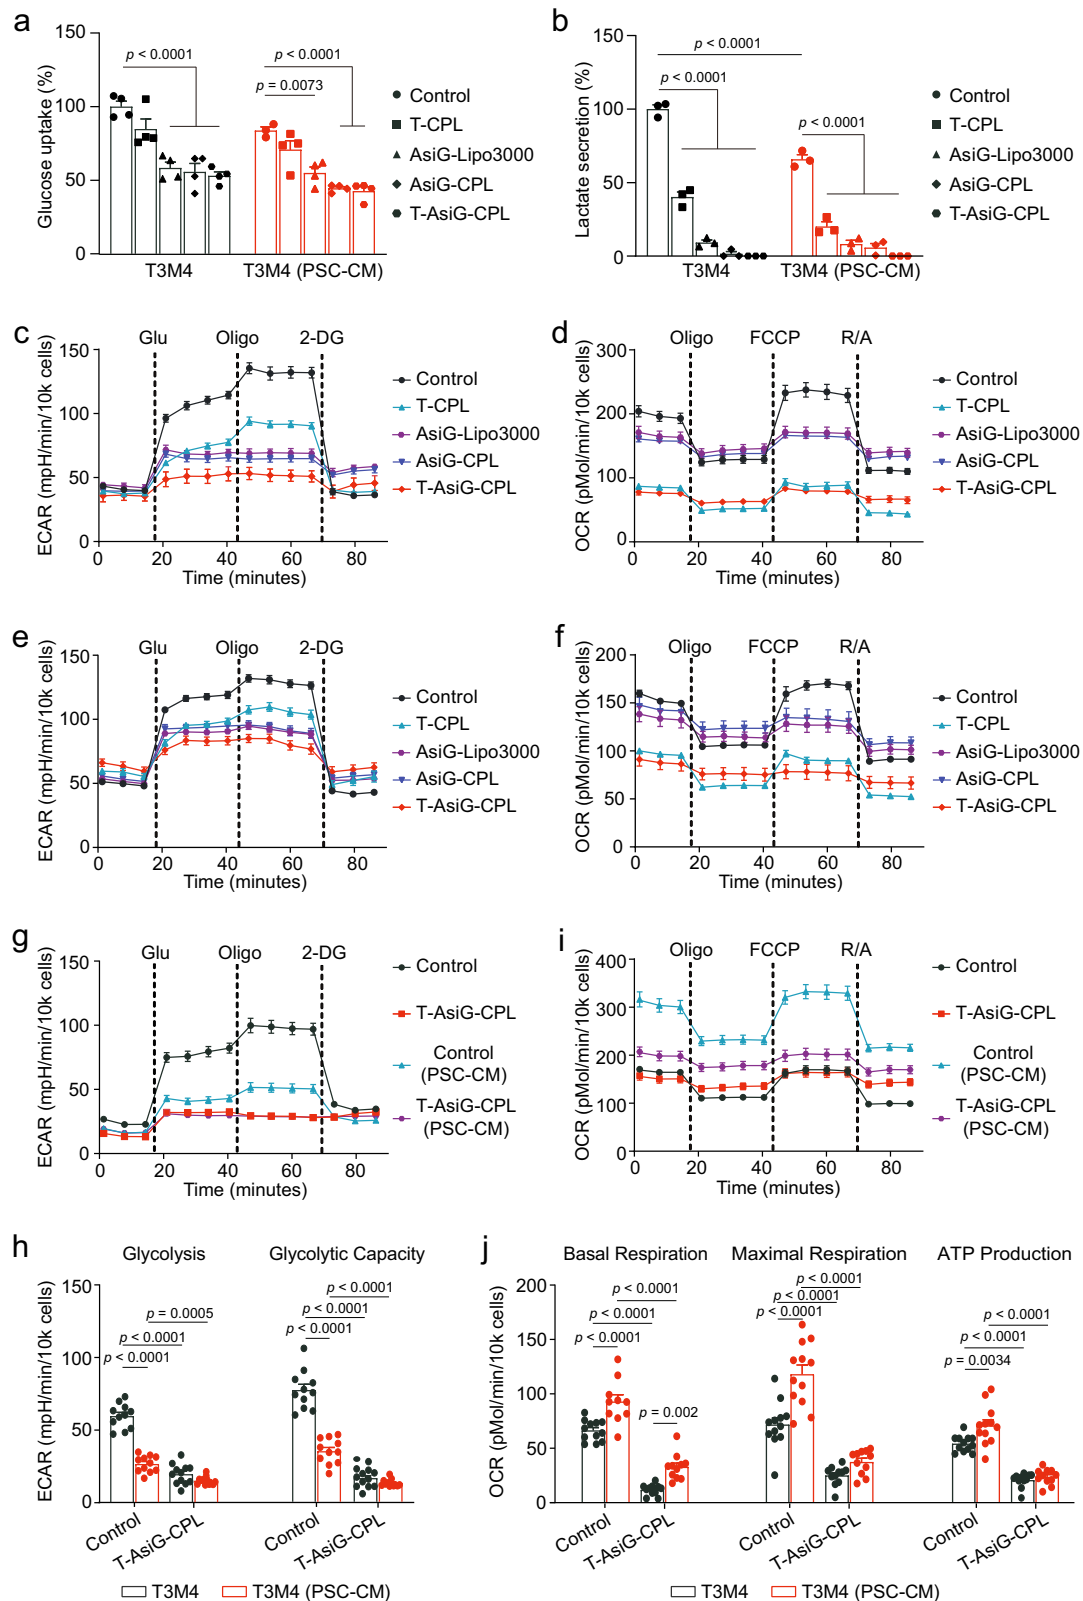 a
150
100
50
0
Glucose uptake (%)
p < 0.0001
p < 0.0001
p = 0.0073
T3M4
T3M4 (PSC-CM)
Control
T-CPL
AsiG-Lipo3000
AsiG-CPL
T-AsiG-CPL
b
150
100
50
0
Lactate secretion (%)
p < 0.0001
p < 0.0001
p < 0.0001
T3M4
T3M4 (PSC-CM)
Control
T-CPL
AsiG-Lipo3000
AsiG-CPL
T-AsiG-CPL
c
Glu Oligo 2-DG
150
100
50
0
ECAR (mpH/min/10k cells)
0 20 40 60 80
Time (minutes)
Control
T-CPL
AsiG-Lipo3000
AsiG-CPL
T-AsiG-CPL
d
Oligo FCCP R/A
300
200
100
0
OCR (pMol/min/10k cells)
0 20 40 60 80
Time (minutes)
Control
T-CPL
AsiG-Lipo3000
AsiG-CPL
T-AsiG-CPL
e
Glu Oligo 2-DG
150
100
50
0
ECAR (mpH/min/10k cells)
0 20 40 60 80
Time (minutes)
Control
T-CPL
AsiG-Lipo3000
AsiG-CPL
T-AsiG-CPL
f
Oligo FCCP R/A
200
150
100
50
0
OCR (pMol/min/10k cells)
0 20 40 60 80
Time (minutes)
Control
T-CPL
AsiG-CPL
AsiG-Lipo3000
T-AsiG-CPL
g
Glu Oligo 2-DG
150
100
50
0
ECAR (mpH/min/10k cells)
0 20 40 60 80
Time (minutes)
Control
T-AsiG-CPL
Control
(PSC-CM)
T-AsiG-CPL
(PSC-CM)
i
Oligo FCCP R/A
400
300
200
100
0
OCR (pMol/min/10k cells)
0 20 40 60 80
Time (minutes)
Control
T-AsiG-CPL
Control
(PSC-CM)
T-AsiG-CPL
(PSC-CM)
h
Glycolysis Glycolytic Capacity
150
100
50
0
ECAR (mpH/min/10k cells)
p = 0.0005
p < 0.0001
p < 0.0001
p < 0.0001
p < 0.0001
p < 0.0001
Control
T-AsiG-CPL
Control
T-AsiG-CPL
T3M4
T3M4 (PSC-CM)
j
Basal Respiration Maximal Respiration ATP Production
200
150
100
50
0
OCR (pMol/min/10k cells)
p < 0.0001
p < 0.0001
p < 0.0001
p = 0.002
p < 0.0001
p < 0.0001
p < 0.0001
p < 0.0001
p < 0.0001
p = 0.0034
Control
T-AsiG-CPL
Control
T-AsiG-CPL
Control
T-AsiG-CPL
T3M4
T3M4 (PSC-CM)